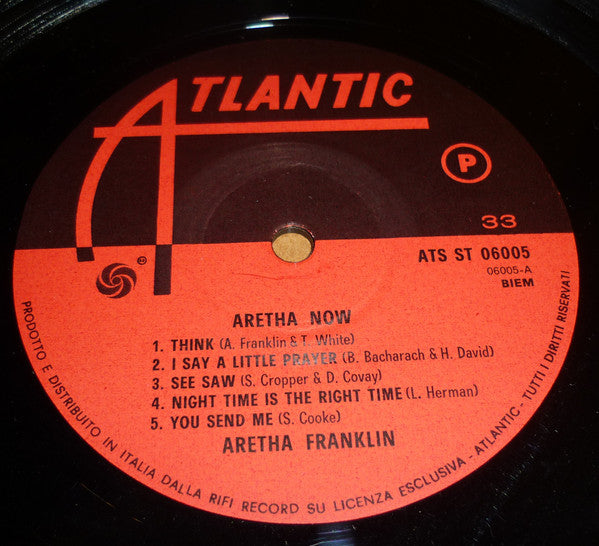 ATLANTIC
P
33
ATS ST 06005
06005-A
BIEM
®
ARETHA NOW
1. THINK (A. Franklin & T. White)
2. I SAY A LITTLE PRAYER (B. Bacharach & H. David)
3. SEE SAW (S. Cropper & D. Covay)
4. NIGHT TIME IS THE RIGHT TIME (L. Herman)
5. YOU SEND ME (S. Cooke)
ARETHA FRANKLIN
PRODOTTO E DISTRIBUITO IN ITALIA DALLA RIFI RECORD SU LICENZA ESCLUSIVA - ATLANTIC - TUTTI I DIRITTI RISERVATI